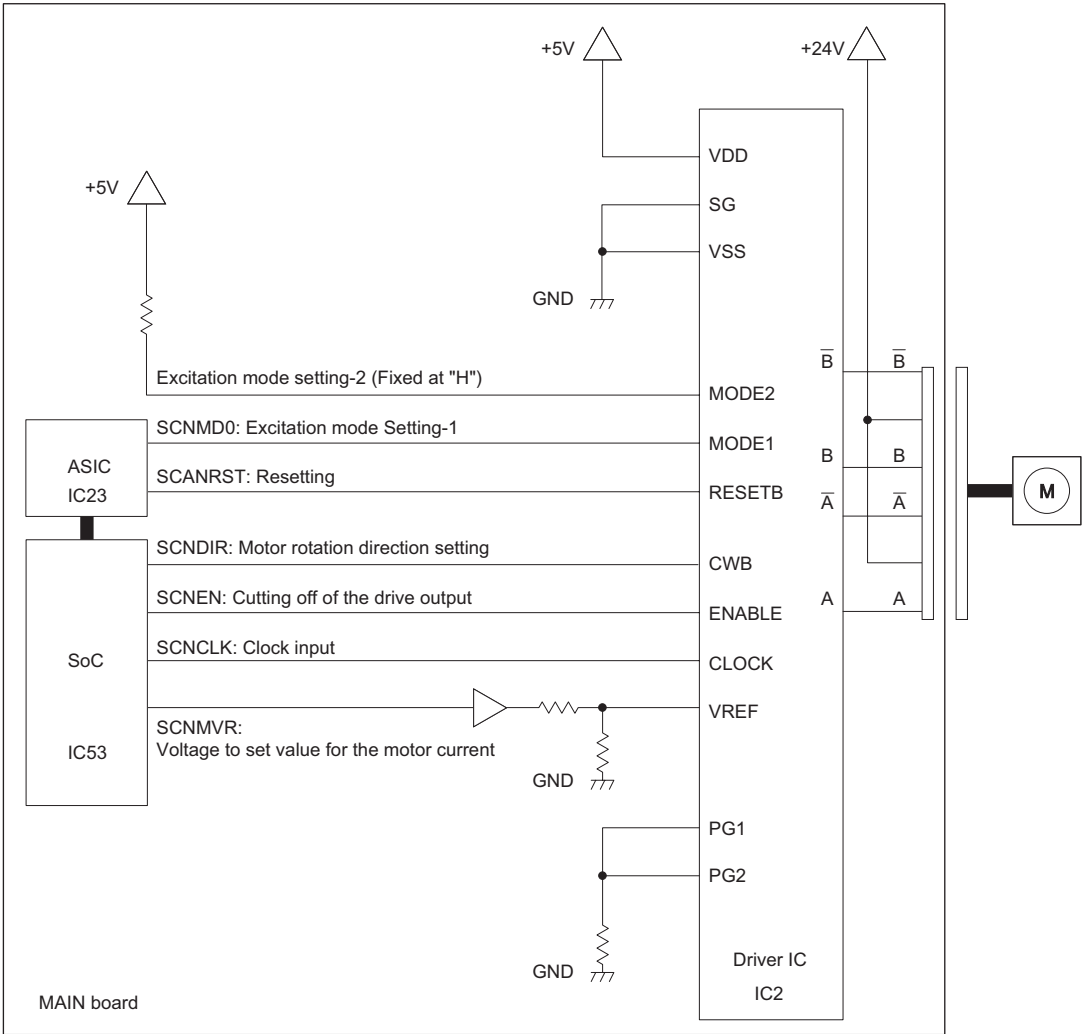 +5V
+24V
+5V
VDD
SG
VSS
GND
B̅
B̅
Excitation mode setting-2 (Fixed at "H")
MODE2
SCNMD0: Excitation mode Setting-1
MODE1
ASIC
IC23
SCANRST: Resetting
RESETB
B
B
A̅
A̅
M
SCNDIR: Motor rotation direction setting
CWB
SCNEN: Cutting off of the drive output
ENABLE
A
A
SoC
IC53
SCNCLK: Clock input
CLOCK
SCNMVR:
Voltage to set value for the motor current
VREF
GND
PG1
PG2
GND
Driver IC
IC2
MAIN board